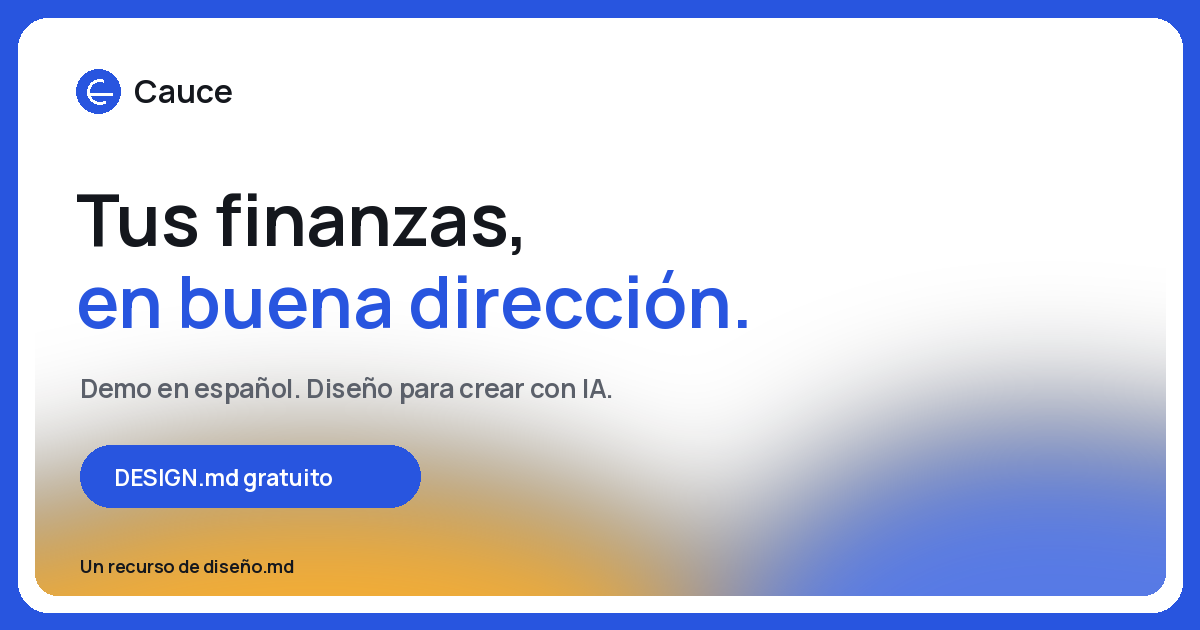 Cauce
Tus finanzas,
en buena dirección.
Demo en español. Diseño para crear con IA.
DESIGN.md gratuito
Un recurso de diseño.md